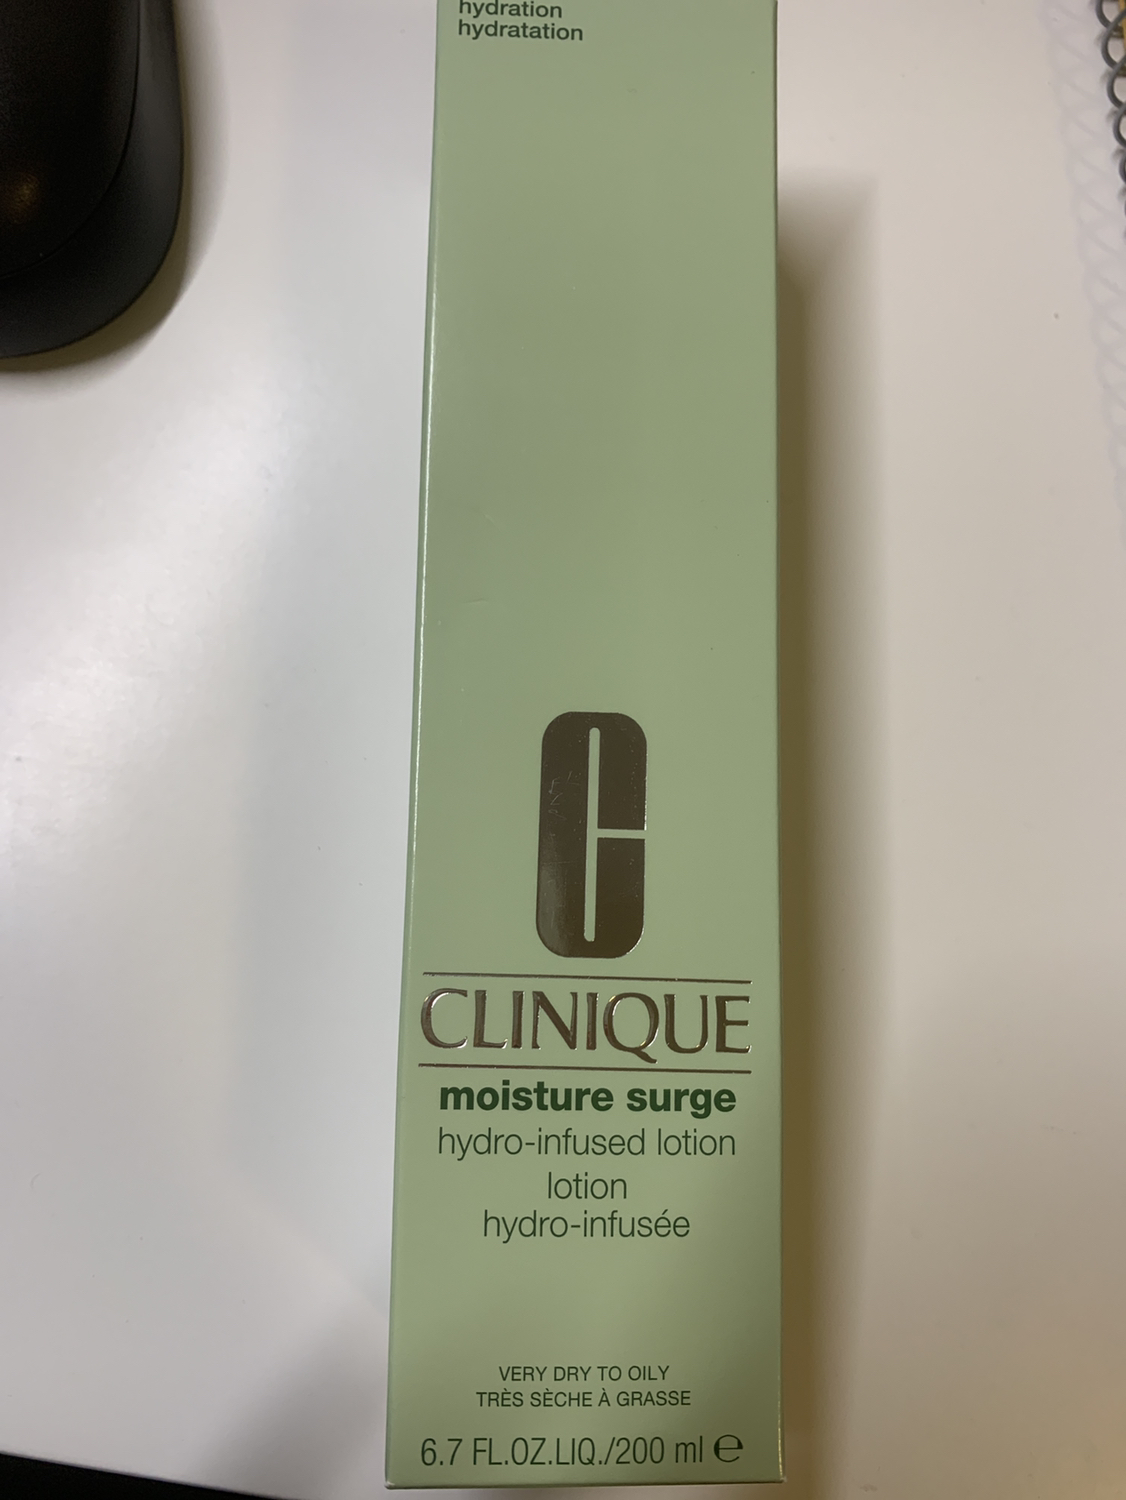 hydration
hydratation
C
CLINIQUE
moisture surge
hydro-infused lotion
lotion
hydro-infusée
VERY DRY TO OILY
TRÈS SÈCHE À GRASSE
6.7 FL.OZ.LIQ./200 ml ℮